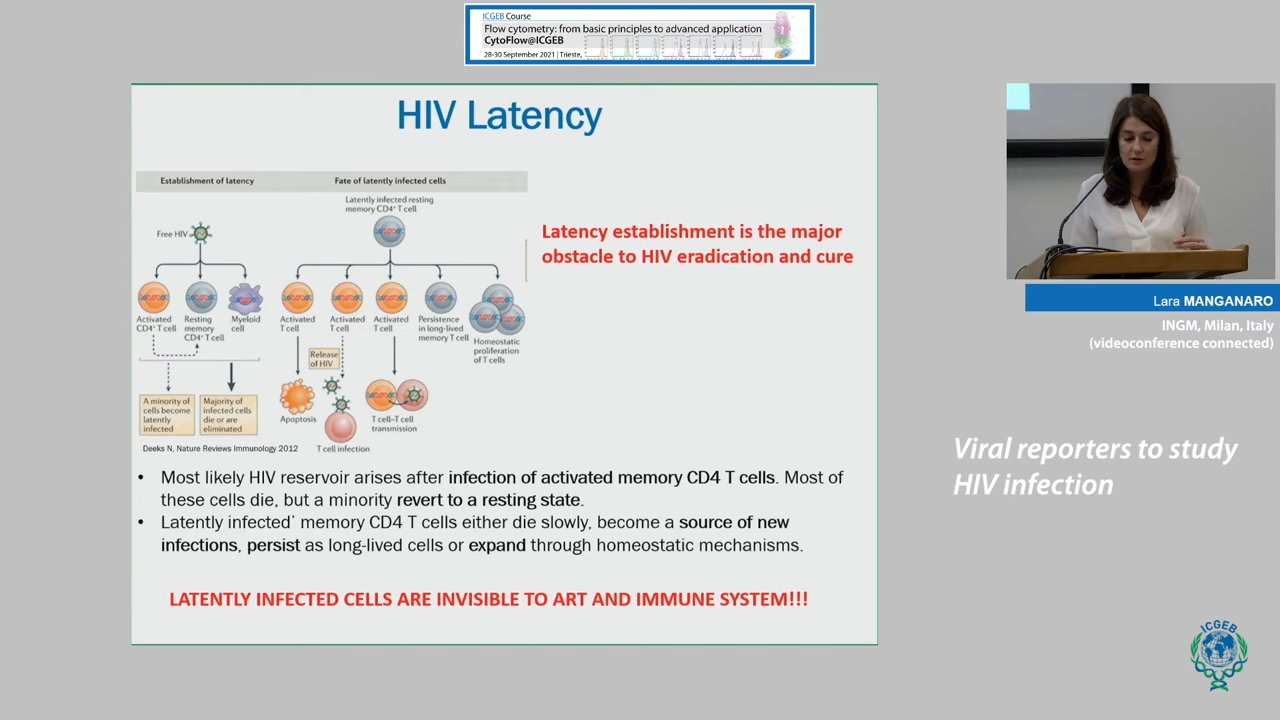 ICGEB Course
Flow cytometry: from basic principles to advanced application
CytoFlow@ICGEB
28-30 September 2021 | Trieste,
HIV Latency
Establishment of latency
Fate of latently infected cells
Latently infected resting
memory CD4⁺ T cell
Free HIV
Activated
CD4⁺ T cell
Resting
memory
CD4⁺ T cell
Myeloid
cell
Activated
T cell
Activated
T cell
Activated
T cell
Persistence
in long-lived
memory T cell
Homeostatic
proliferation
of T cells
Release
of HIV
A minority of
cells become
latently
infected
Majority of
infected cells
die or are
eliminated
Apoptosis
T cell infection
T cell–T cell
transmission
Deeks N, Nature Reviews Immunology 2012
Latency establishment is the major
obstacle to HIV eradication and cure
• Most likely HIV reservoir arises after infection of activated memory CD4 T cells. Most of
these cells die, but a minority revert to a resting state.
• Latently infected’ memory CD4 T cells either die slowly, become a source of new
infections, persist as long-lived cells or expand through homeostatic mechanisms.
LATENTLY INFECTED CELLS ARE INVISIBLE TO ART AND IMMUNE SYSTEM!!!
Lara MANGANARO
INGM, Milan, Italy
(videoconference connected)
Viral reporters to study
HIV infection
ICGEB